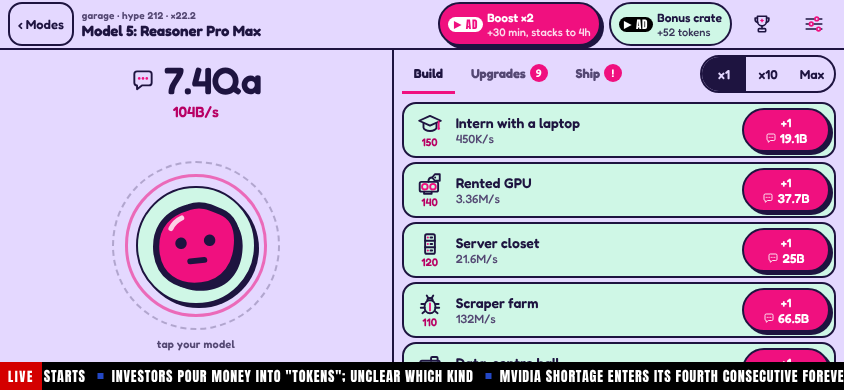 ‹ Modes
garage · hype 212 · x22.2
Model 5: Reasoner Pro Max
AD
Boost x2
+30 min, stacks to 4h
AD
Bonus crate
+52 tokens
7.4Qa
104B/s
tap your model
Build
Upgrades 9
Ship !
x1
x10
Max
150
Intern with a laptop
450K/s
+1
19.1B
140
Rented GPU
3.36M/s
+1
37.7B
120
Server closet
21.6M/s
+1
25B
110
Scraper farm
132M/s
+1
66.5B
+1
LIVE
STARTS ■ INVESTORS POUR MONEY INTO "TOKENS"; UNCLEAR WHICH KIND ■ MVIDIA SHORTAGE ENTERS ITS FOURTH CONSECUTIVE FOREVE